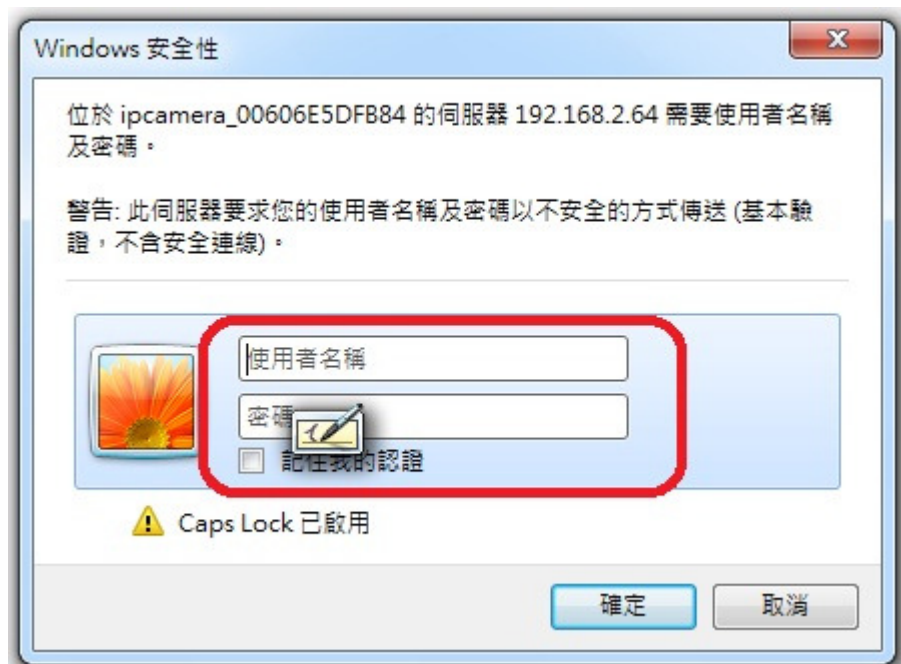 Windows 安全性
位於 ipcamera_00606E5DFB84 的伺服器 192.168.2.64 需要使用者名稱
及密碼。
警告: 此伺服器要求您的使用者名稱及密碼以不安全的方式傳送 (基本驗
證，不含安全連線)。
使用者名稱
密碼
記住我的認證
Caps Lock 已啟用
確定
取消